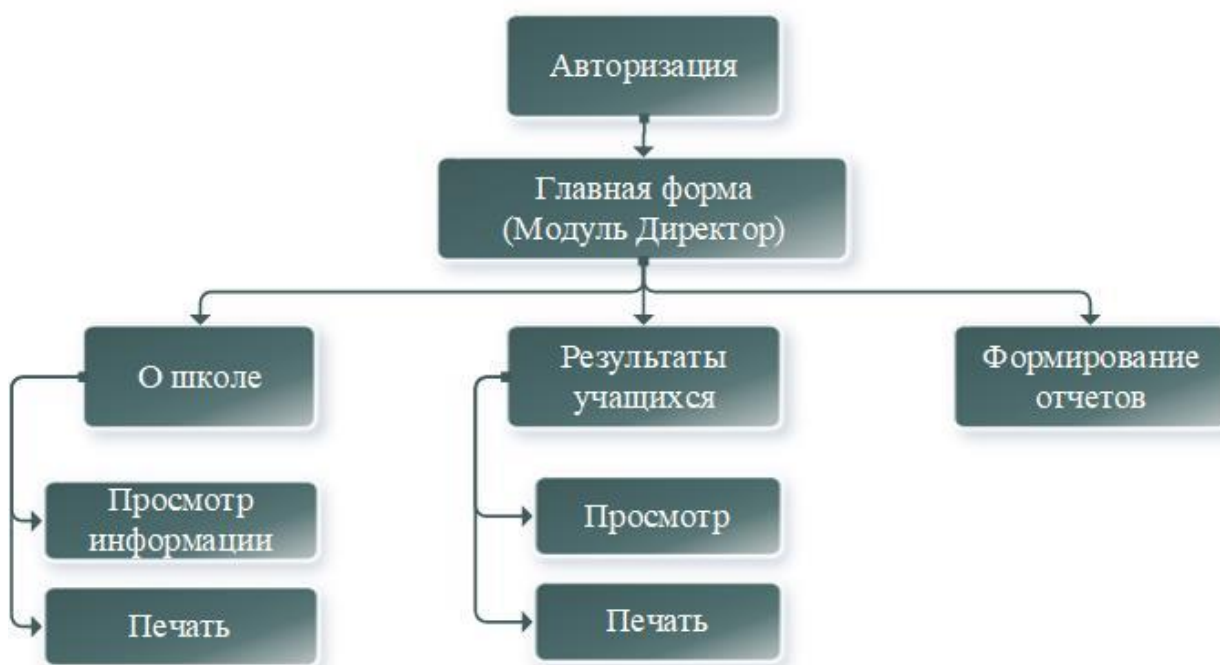 Авторизация
Главная форма
(Модуль Директор)
О школе
Результаты
учащихся
Формирование
отчетов
Просмотр
информации
Просмотр
Печать
Печать